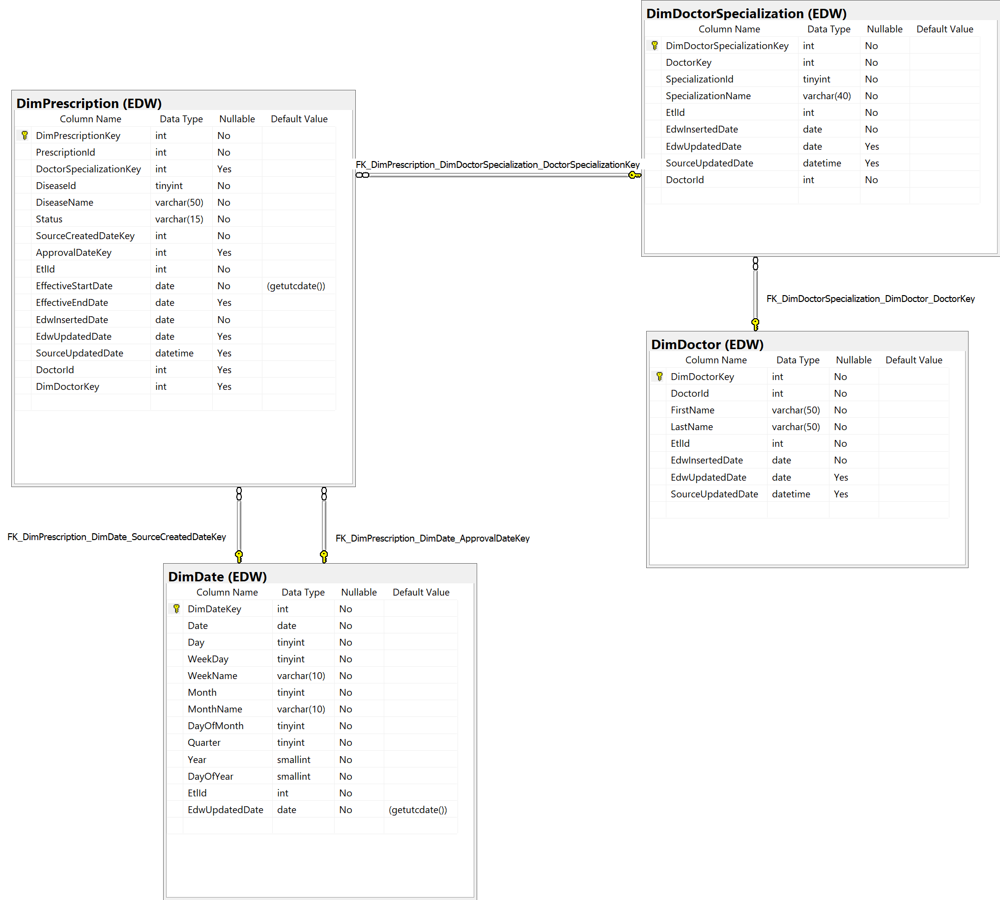 DimDoctorSpecialization (EDW)
Column Name Data Type Nullable Default Value
DimDoctorSpecializationKey int No
DoctorKey int No
SpecializationId tinyint No
SpecializationName varchar(40) No
EtlId int No
EdwInsertedDate date No
EdwUpdatedDate date Yes
SourceUpdatedDate datetime Yes
DoctorId int No
DimPrescription (EDW)
Column Name Data Type Nullable Default Value
DimPrescriptionKey int No
PrescriptionId int No
DoctorSpecializationKey int Yes
DiseaseId tinyint No
DiseaseName varchar(50) No
Status varchar(15) No
SourceCreatedDateKey int No
ApprovalDateKey int Yes
EtlId int No
EffectiveStartDate date No (getutcdate())
EffectiveEndDate date Yes
EdwInsertedDate date No
EdwUpdatedDate date Yes
SourceUpdatedDate datetime Yes
DoctorId int Yes
DimDoctorKey int Yes
FK_DimPrescription_DimDoctorSpecialization_DoctorSpecializationKey
FK_DimDoctorSpecialization_DimDoctor_DoctorKey
DimDoctor (EDW)
Column Name Data Type Nullable Default Value
DimDoctorKey int No
DoctorId int No
FirstName varchar(50) No
LastName varchar(50) No
EtlId int No
EdwInsertedDate date No
EdwUpdatedDate date Yes
SourceUpdatedDate datetime Yes
FK_DimPrescription_DimDate_SourceCreatedDateKey
FK_DimPrescription_DimDate_ApprovalDateKey
DimDate (EDW)
Column Name Data Type Nullable Default Value
DimDateKey int No
Date date No
Day tinyint No
WeekDay tinyint No
WeekName varchar(10) No
Month tinyint No
MonthName varchar(10) No
DayOfMonth tinyint No
Quarter tinyint No
Year smallint No
DayOfYear smallint No
EtlId int No
EdwUpdatedDate date No (getutcdate())